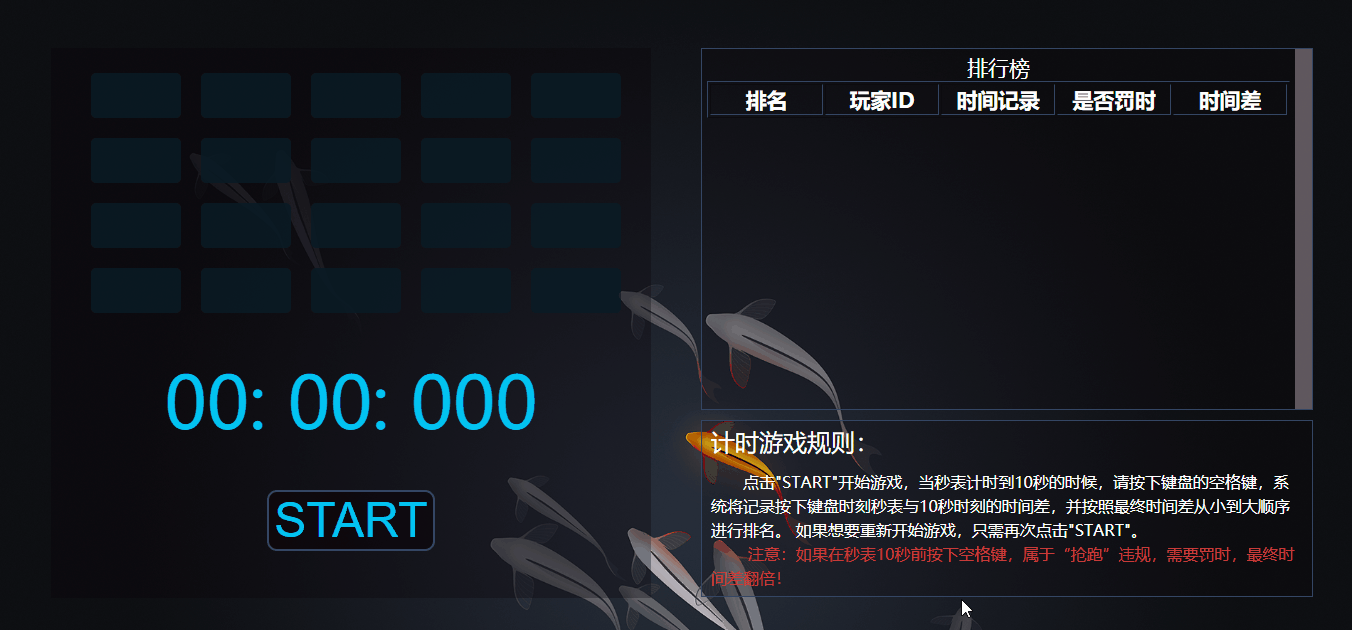 00: 00: 000
START
排行榜
排名 玩家ID 时间记录 是否罚时 时间差
计时游戏规则：
点击"START"开始游戏，当秒表计时到10秒的时候，请按下键盘的空格键，系
统将记录按下键盘时刻秒表与10秒时刻的时间差，并按照最终时间差从小到大顺序
进行排名。 如果想要重新开始游戏，只需再次点击"START"。
注意：如果在秒表10秒前按下空格键，属于“抢跑”违规，需要罚时，最终时
间差翻倍！